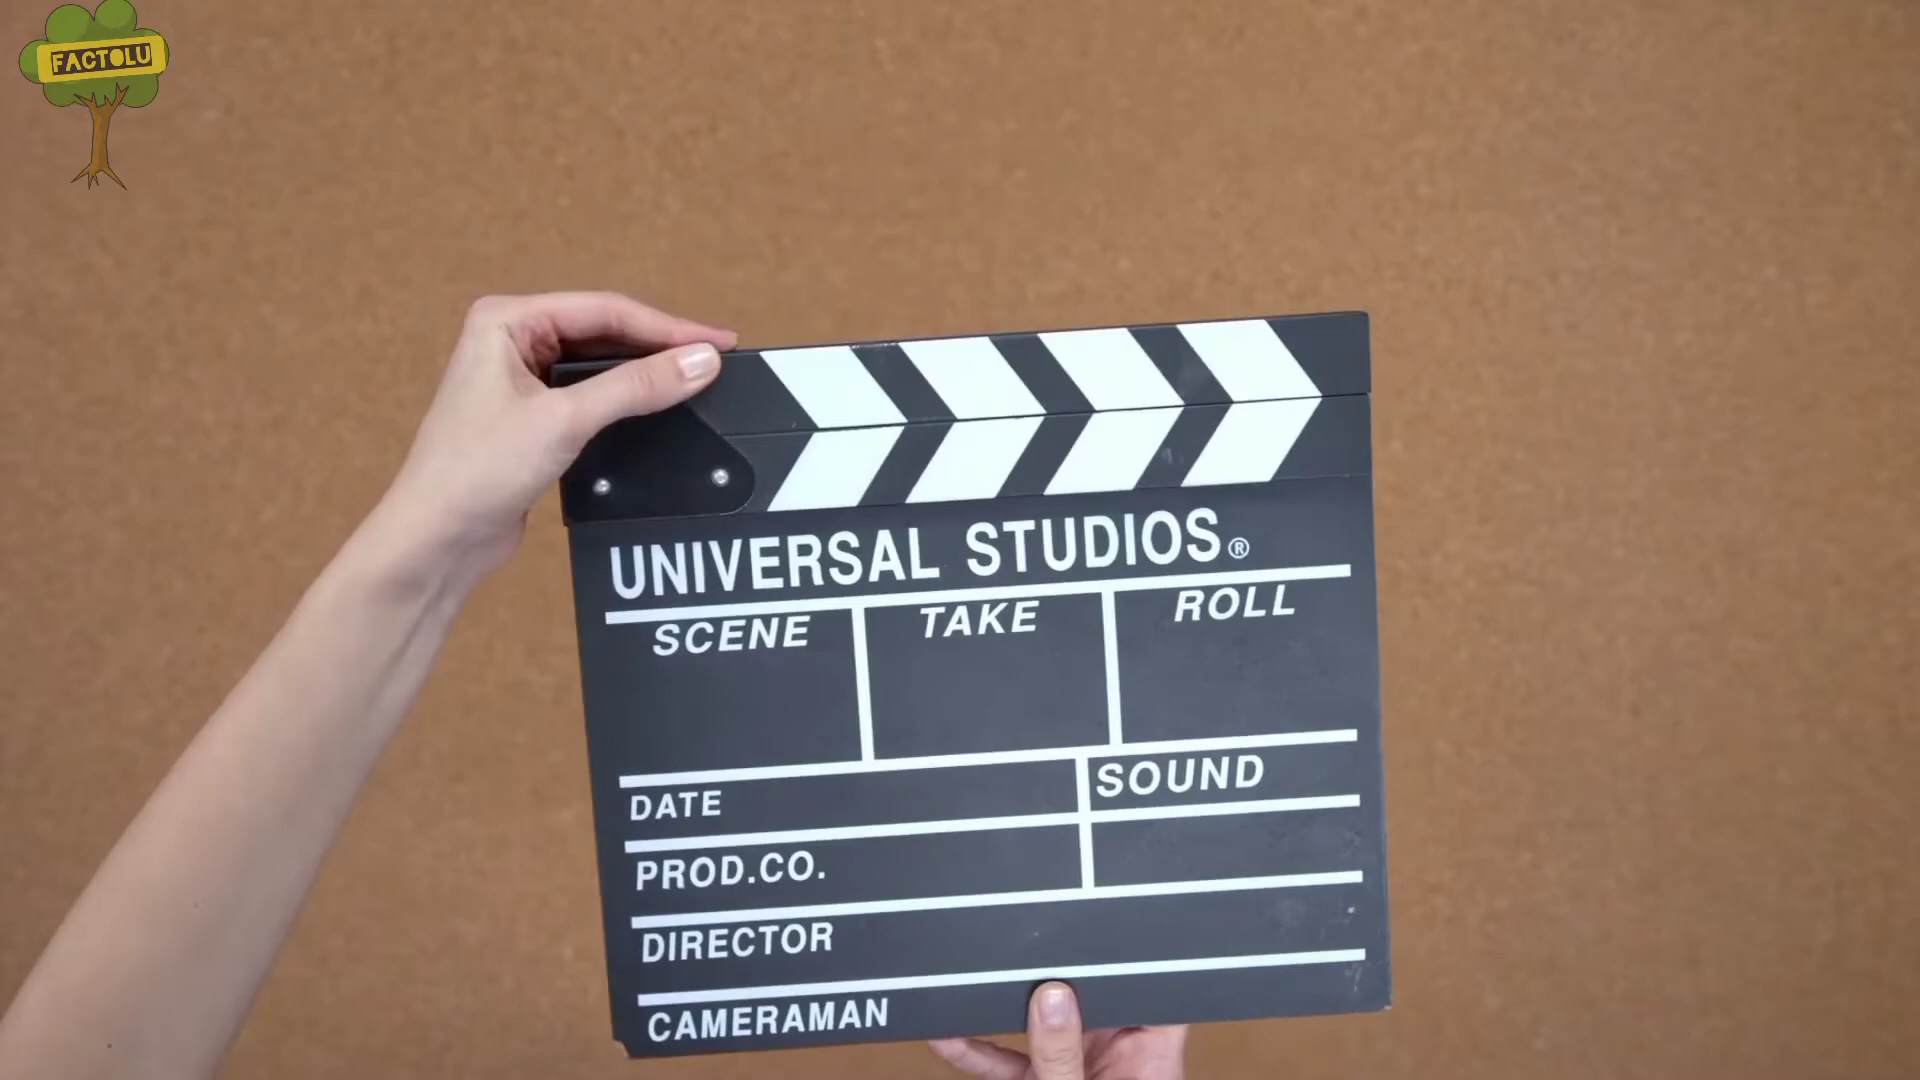 FACTOLU
UNIVERSAL STUDIOS®
SCENE TAKE ROLL
DATE SOUND
PROD.CO.
DIRECTOR
CAMERAMAN